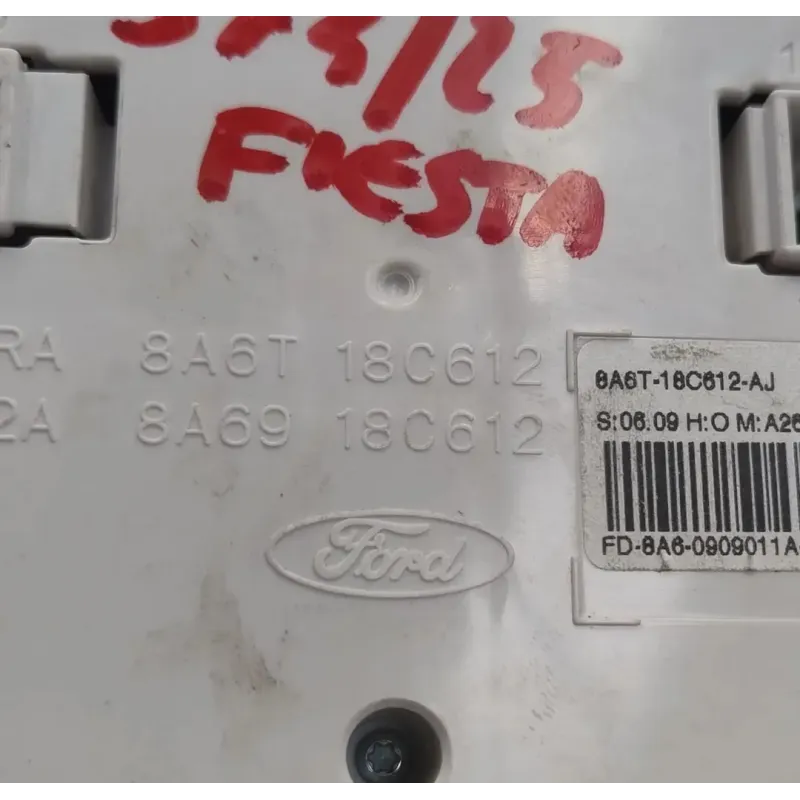 FIESTA
RA 8A6T 18C612
2A 8A69 18C612
Ford
8A6T-18C612-AJ
S:06.09 H:O M:A26
FD-8A6-0909011A